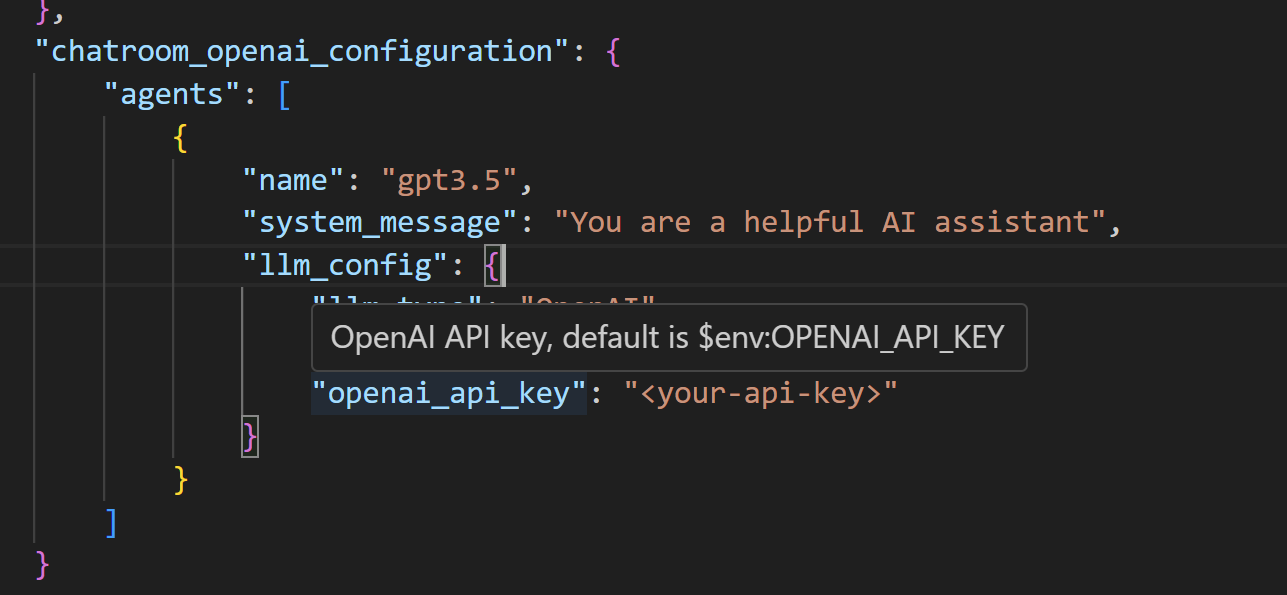 },
"chatroom_openai_configuration": {
"agents": [
{
"name": "gpt3.5",
"system_message": "You are a helpful AI assistant",
"llm_config": {
"llm_type": "OpenAI"
OpenAI API key, default is $env:OPENAI_API_KEY
"openai_api_key": "<your-api-key>"
}
}
]
}